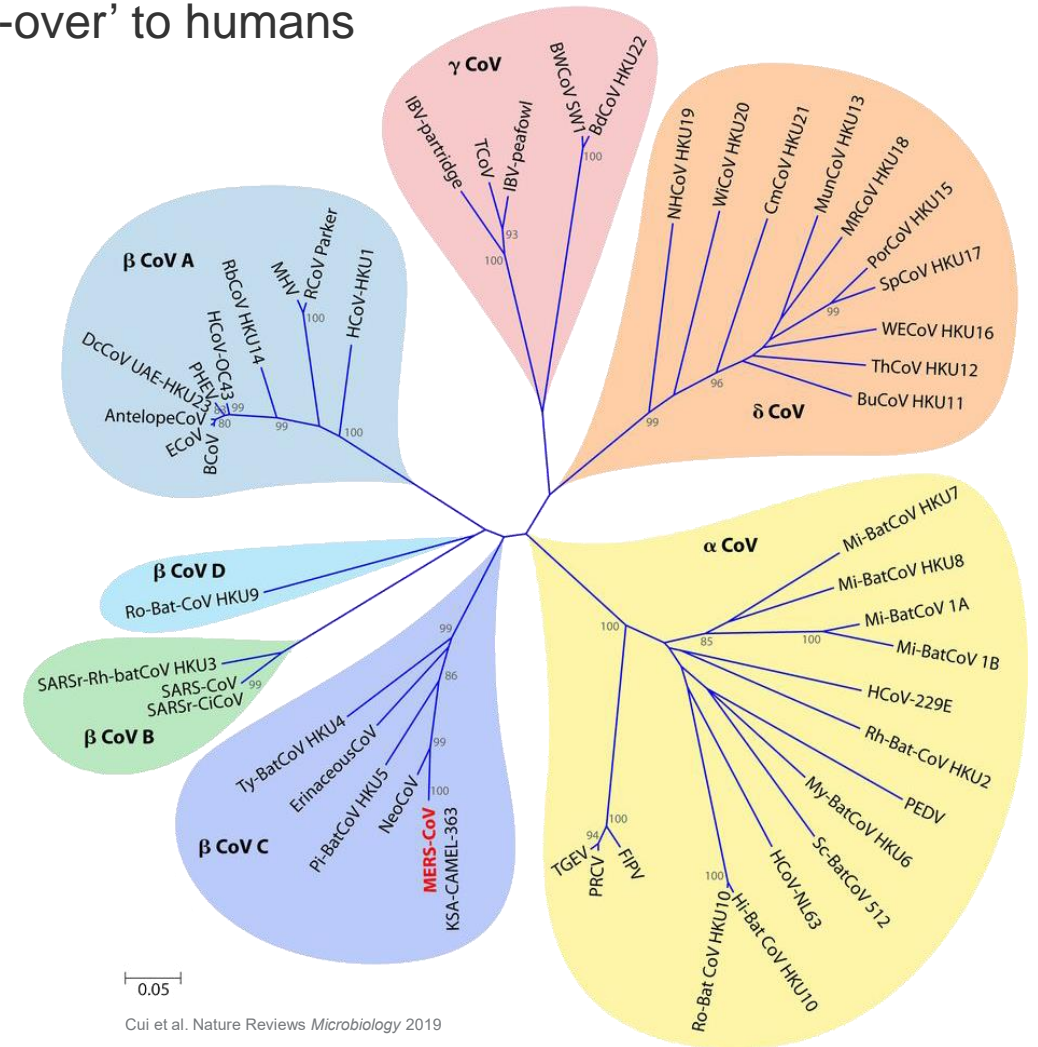 -over’ to humans
γ CoV
IBV-partridge
TCoV
IBV-peafowl
BWCoV SW1
BdCoV HKU22
100
93
100
NHCoV HKU19
WiCoV HKU20
CmCoV HKU21
MunCoV HKU13
MRCoV HKU18
PorCoV HKU15
SpCoV HKU17
99
WECoV HKU16
ThCoV HKU12
BuCoV HKU11
96
99
δ CoV
β CoV A
DcCoV UAE-HKU23
PHEV
HCoV-OC43
RbCoV HKU14
MHV
RCoV Parker
HCoV-HKU1
AntelopeCoV
ECoV
BCoV
99
80
99
100
100
β CoV D
Ro-Bat-CoV HKU9
SARSr-Rh-batCoV HKU3
SARS-CoV
99
SARSr-CiCoV
β CoV B
99
86
99
100
Ty-BatCoV HKU4
ErinaceousCoV
Pi-BatCoV HKU5
NeoCoV
MERS-CoV
KSA-CAMEL-363
β CoV C
α CoV
Mi-BatCoV HKU7
Mi-BatCoV HKU8
Mi-BatCoV 1A
Mi-BatCoV 1B
100
85
100
HCoV-229E
Rh-Bat-CoV HKU2
PEDV
My-BatCoV HKU6
Sc-BatCoV 512
HCoV-NL63
Hi-Bat CoV HKU10
Ro-Bat CoV HKU10
100
100
94
TGEV
PRCV
FIPV
0.05
Cui et al. Nature Reviews Microbiology 2019